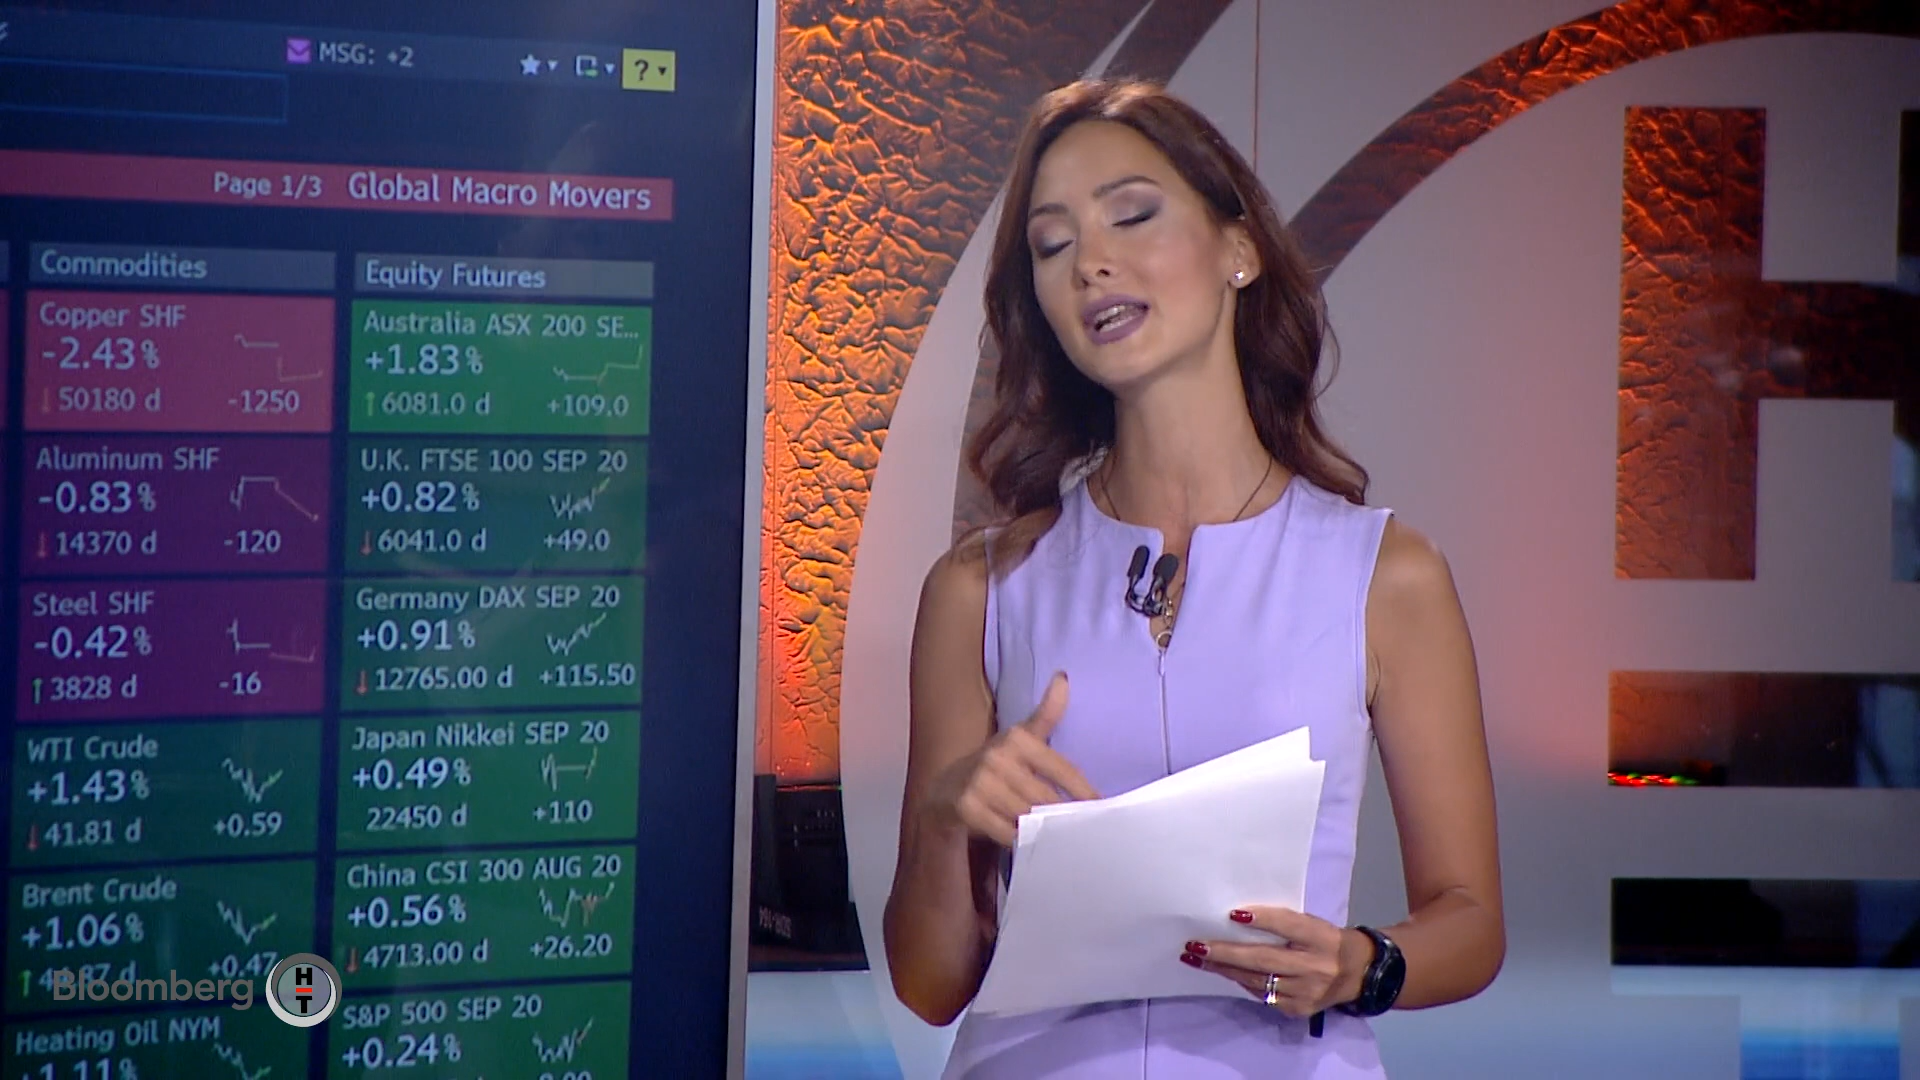 MSG: +2
?
Page 1/3 Global Macro Movers
Commodities
Copper SHF
-2.43%
50180 d -1250
Aluminum SHF
-0.83%
14370 d -120
Steel SHF
-0.42%
3828 d -16
WTI Crude
+1.43%
41.81 d +0.59
Brent Crude
+1.06%
+0.47
Heating Oil NYM
+1.11%
Equity Futures
Australia ASX 200 SE...
+1.83%
6081.0 d +109.0
U.K. FTSE 100 SEP 20
+0.82%
6041.0 d +49.0
Germany DAX SEP 20
+0.91%
12765.00 d +115.50
Japan Nikkei SEP 20
+0.49%
22450 d +110
China CSI 300 AUG 20
+0.56%
4713.00 d +26.20
S&P 500 SEP 20
+0.24%
Bloomberg HT
H